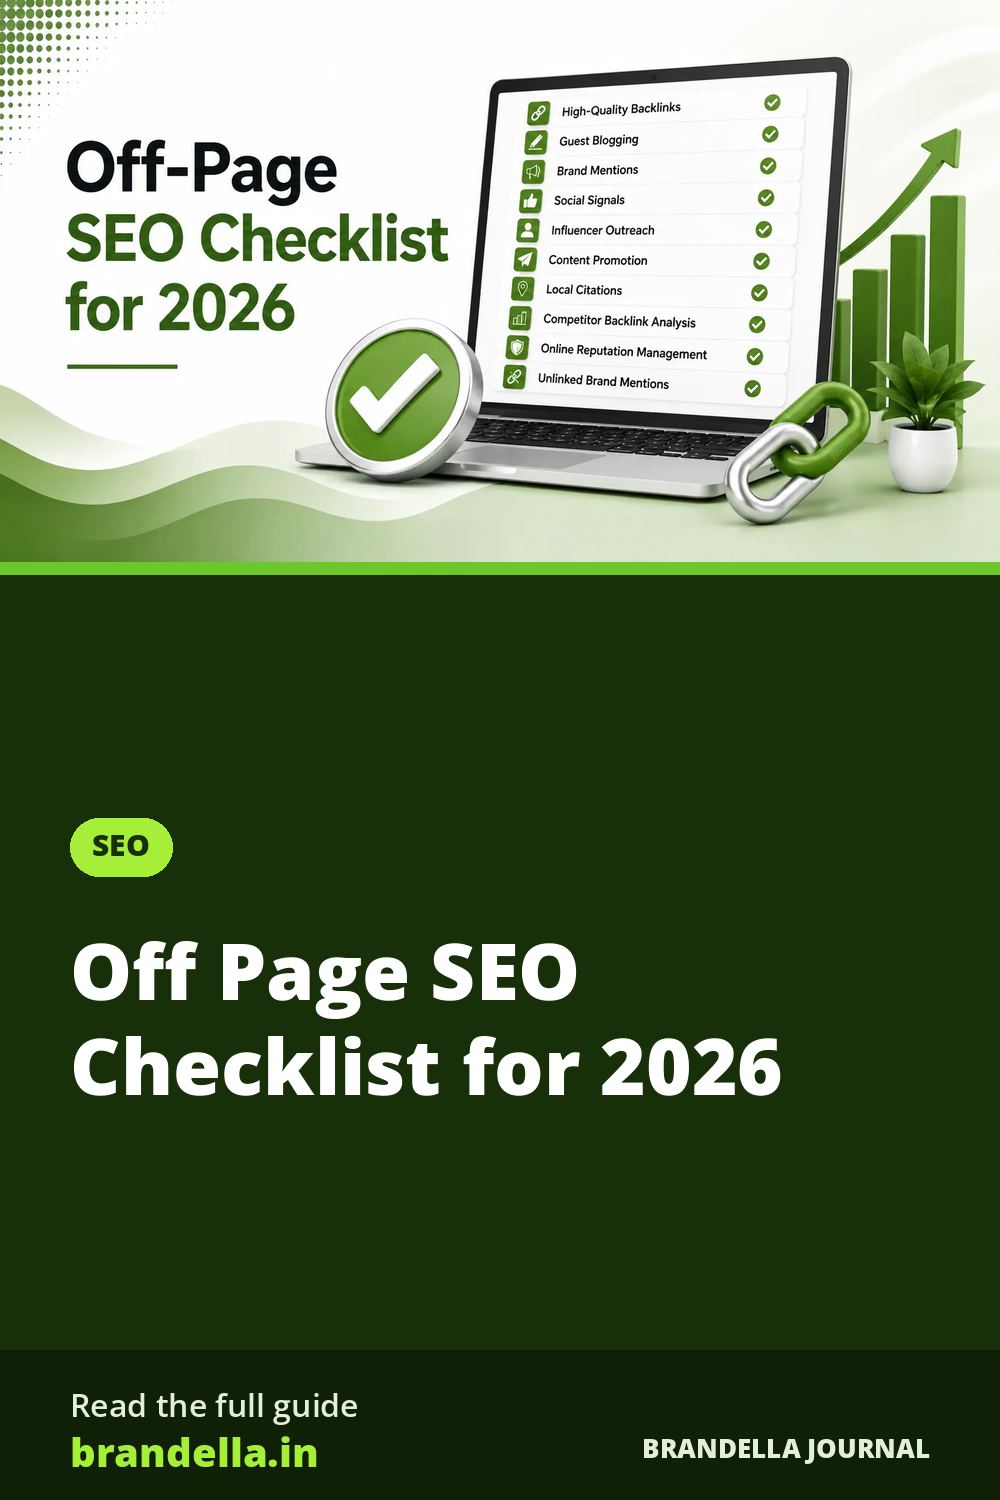 Off-Page
SEO Checklist
for 2026
High-Quality Backlinks
Guest Blogging
Brand Mentions
Social Signals
Influencer Outreach
Content Promotion
Local Citations
Competitor Backlink Analysis
Online Reputation Management
Unlinked Brand Mentions
SEO
Off Page SEO
Checklist for 2026
Read the full guide
brandella.in
BRANDELLA JOURNAL